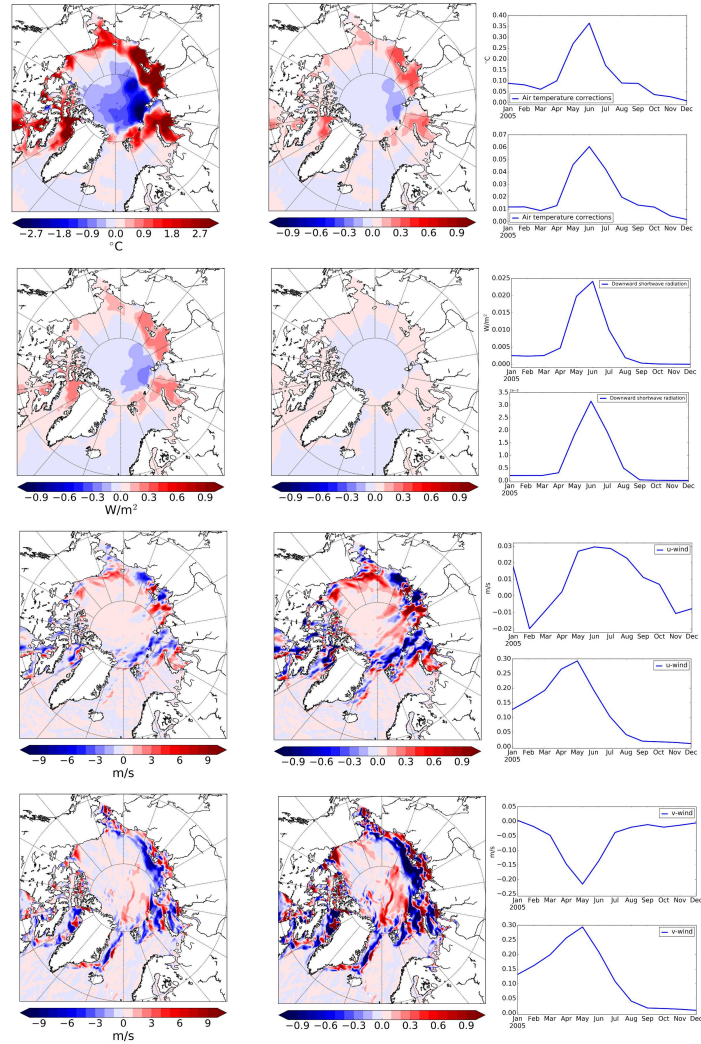 0.40
0.35
0.30
0.25
°C
0.20
0.15
0.10
0.05
0.00
Air temperature corrections
Jan Feb Mar Apr May Jun Jul Aug Sep Oct Nov Dec
2005
0.07
0.06
0.05
0.04
0.03
0.02
0.01
0.00
Air temperature corrections
Jan Feb Mar Apr May Jun Jul Aug Sep Oct Nov Dec
2005
−2.7 −1.8 −0.9 0.0 0.9 1.8 2.7
°C
−0.9 −0.6 −0.3 0.0 0.3 0.6 0.9
0.025
0.020
0.015
0.010
0.005
0.000
W/m²
Downward shortwave radiation
Jan Feb Mar Apr May Jun Jul Aug Sep Oct Nov Dec
2005
3.5
3.0
2.5
2.0
1.5
1.0
0.5
0.0
Downward shortwave radiation
Jan Feb Mar Apr May Jun Jul Aug Sep Oct Nov Dec
2005
−0.9 −0.6 −0.3 0.0 0.3 0.6 0.9
W/m²
−0.9 −0.6 −0.3 0.0 0.3 0.6 0.9
0.03
0.02
0.01
0.00
−0.01
−0.02
m/s
u-wind
Jan Feb Mar Apr May Jun Jul Aug Sep Oct Nov Dec
2005
0.30
0.25
0.20
0.15
0.10
0.05
0.00
u-wind
Jan Feb Mar Apr May Jun Jul Aug Sep Oct Nov Dec
2005
−9 −6 −3 0 3 6 9
m/s
−0.9 −0.6 −0.3 0.0 0.3 0.6 0.9
0.05
0.00
−0.05
−0.10
−0.15
−0.20
−0.25
m/s
v-wind
Jan Feb Mar Apr May Jun Jul Aug Sep Oct Nov Dec
2005
0.30
0.25
0.20
0.15
0.10
0.05
0.00
v-wind
Jan Feb Mar Apr May Jun Jul Aug Sep Oct Nov Dec
2005
−9 −6 −3 0 3 6 9
m/s
−0.9 −0.6 −0.3 0.0 0.3 0.6 0.9